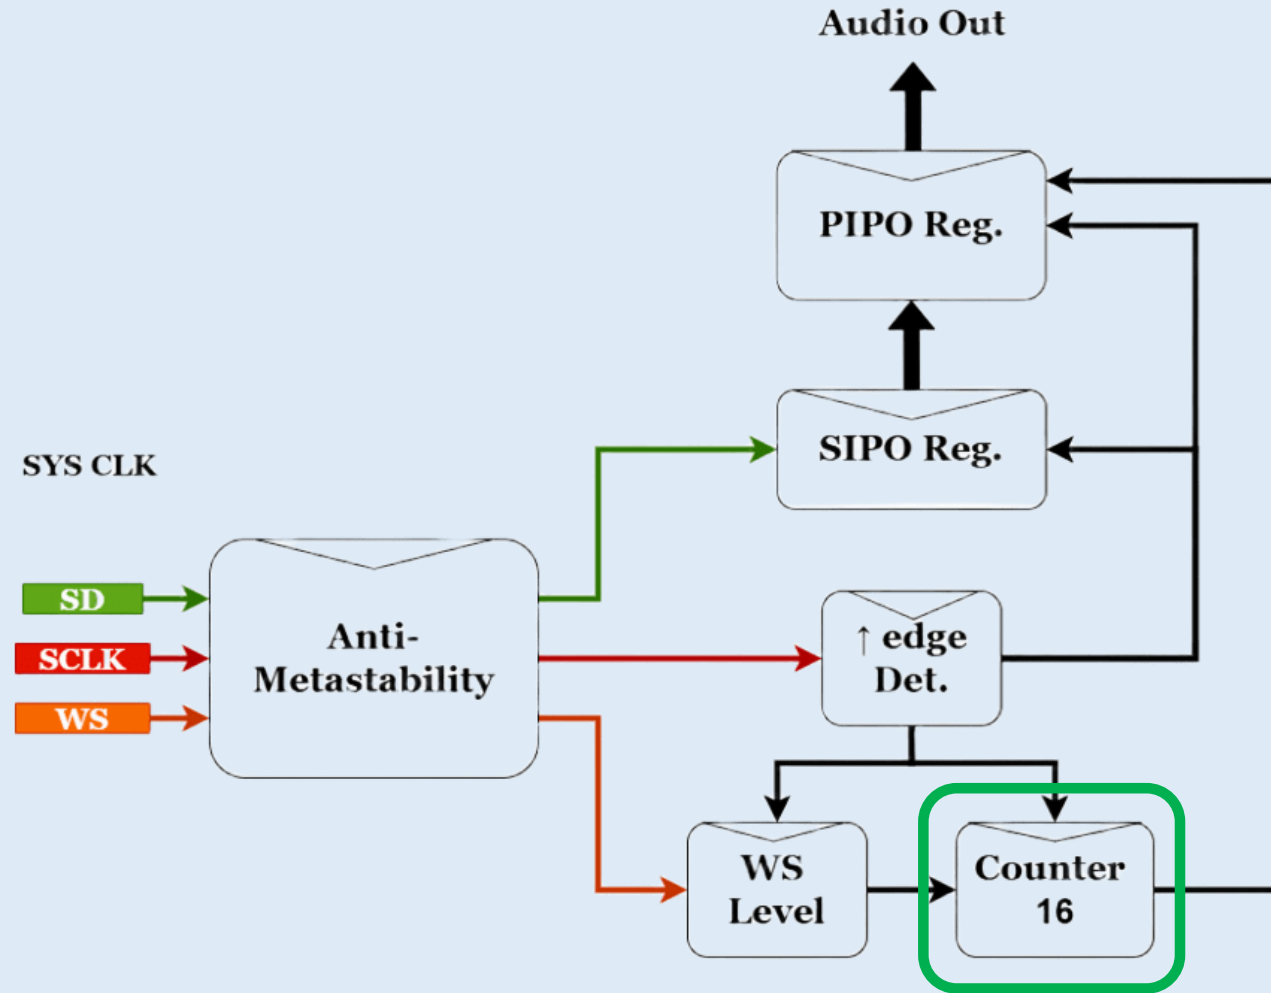 Audio Out
PIPO Reg.
SIPO Reg.
SYS CLK
SD
SCLK
WS
Anti-
Metastability
↑ edge
Det.
WS
Level
Counter
16